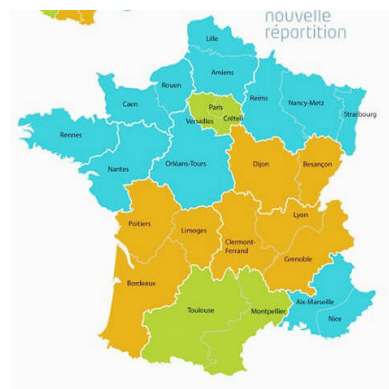 nouvelle
répartition
Lille
Amiens
Rouen
Caen
Paris
Versailles
Créteil
Reims
Nancy-Metz
Strasbourg
Rennes
Nantes
Orléans-Tours
Dijon
Besançon
Poitiers
Limoges
Clermont-
Ferrand
Lyon
Grenoble
Bordeaux
Toulouse
Montpellier
Aix-Marseille
Nice